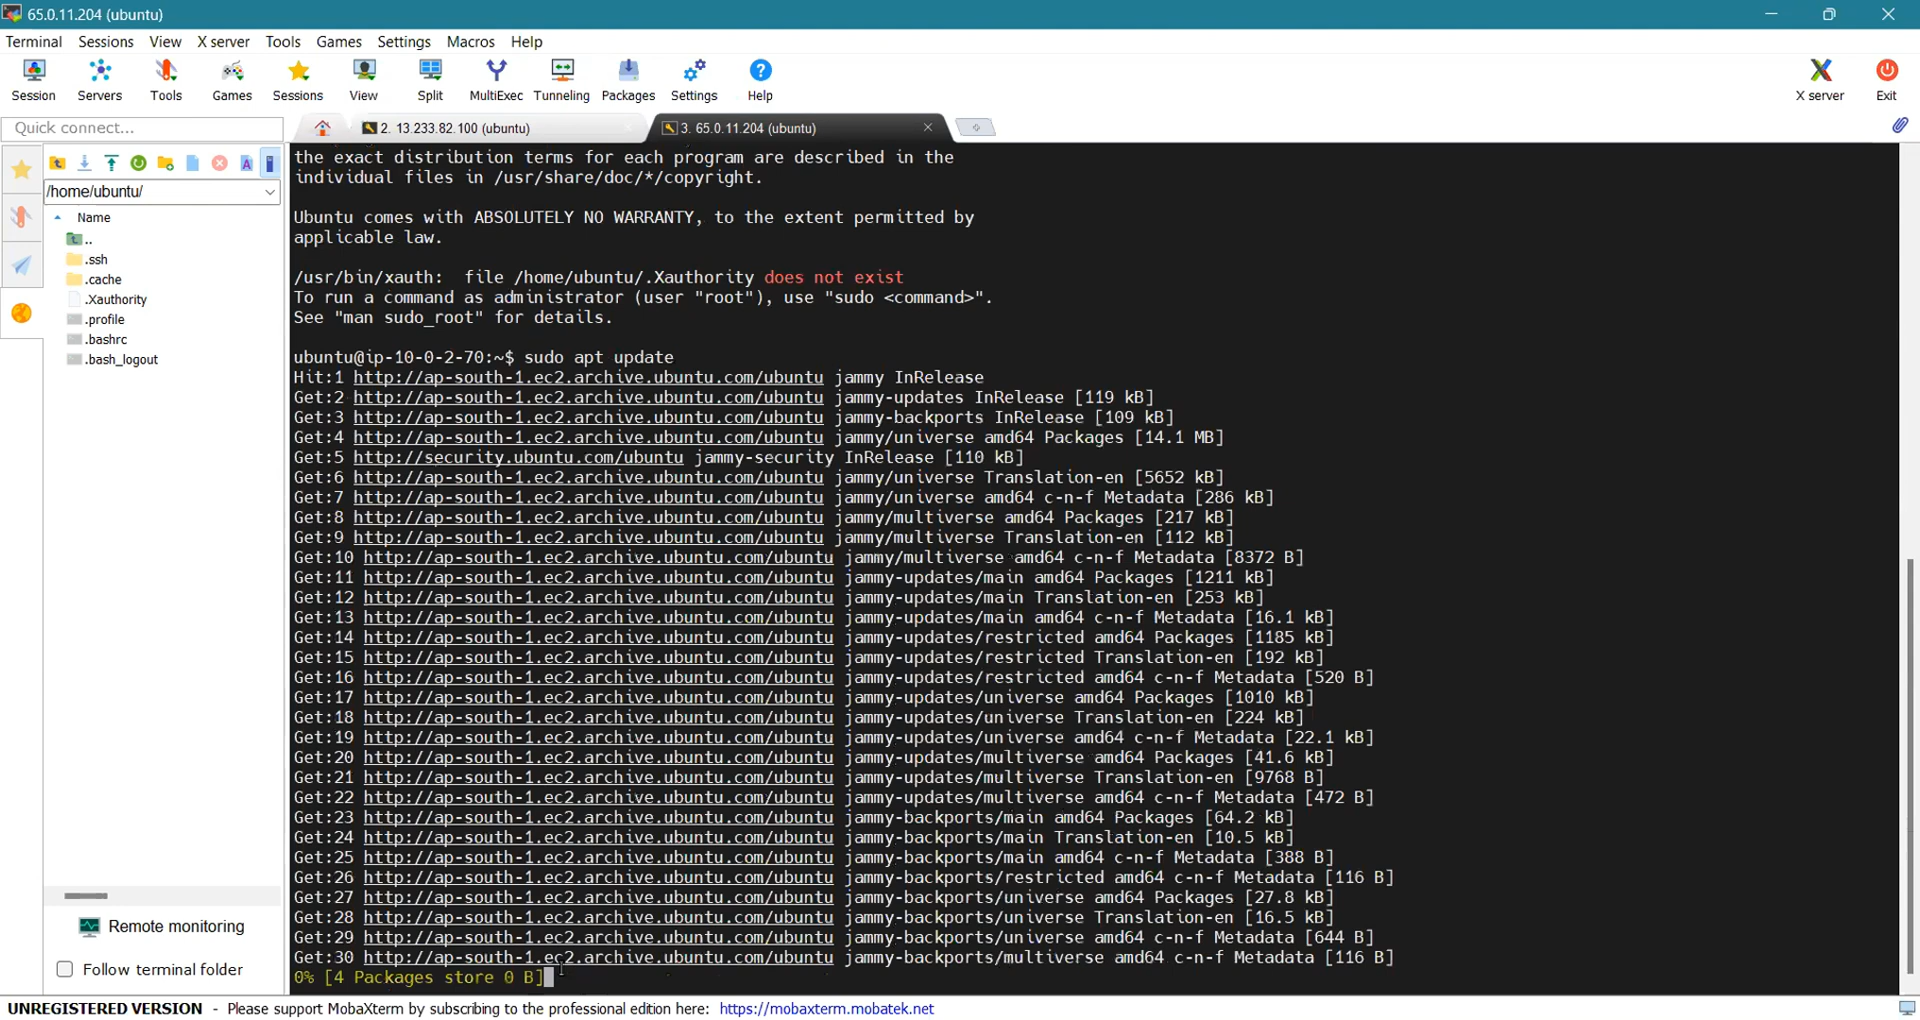 65.0.11.204 (ubuntu)
Terminal Sessions View X server Tools Games Settings Macros Help
Session Servers Tools Games Sessions View Split MultiExec Tunneling Packages Settings Help X server Exit
Quick connect...
2. 13.233.82.100 (ubuntu)
3. 65.0.11.204 (ubuntu)
/home/ubuntu/
Name
..
.ssh
.cache
.Xauthority
.profile
.bashrc
.bash_logout
Remote monitoring
Follow terminal folder
the exact distribution terms for each program are described in the
individual files in /usr/share/doc/*/copyright.
Ubuntu comes with ABSOLUTELY NO WARRANTY, to the extent permitted by
applicable law.
/usr/bin/xauth:  file /home/ubuntu/.Xauthority does not exist
To run a command as administrator (user "root"), use "sudo <command>".
See "man sudo_root" for details.
ubuntu@ip-10-0-2-70:~$ sudo apt update
Hit:1 http://ap-south-1.ec2.archive.ubuntu.com/ubuntu jammy InRelease
Get:2 http://ap-south-1.ec2.archive.ubuntu.com/ubuntu jammy-updates InRelease [119 kB]
Get:3 http://ap-south-1.ec2.archive.ubuntu.com/ubuntu jammy-backports InRelease [109 kB]
Get:4 http://ap-south-1.ec2.archive.ubuntu.com/ubuntu jammy/universe amd64 Packages [14.1 MB]
Get:5 http://security.ubuntu.com/ubuntu jammy-security InRelease [110 kB]
Get:6 http://ap-south-1.ec2.archive.ubuntu.com/ubuntu jammy/universe Translation-en [5652 kB]
Get:7 http://ap-south-1.ec2.archive.ubuntu.com/ubuntu jammy/universe amd64 c-n-f Metadata [286 kB]
Get:8 http://ap-south-1.ec2.archive.ubuntu.com/ubuntu jammy/multiverse amd64 Packages [217 kB]
Get:9 http://ap-south-1.ec2.archive.ubuntu.com/ubuntu jammy/multiverse Translation-en [112 kB]
Get:10 http://ap-south-1.ec2.archive.ubuntu.com/ubuntu jammy/multiverse amd64 c-n-f Metadata [8372 B]
Get:11 http://ap-south-1.ec2.archive.ubuntu.com/ubuntu jammy-updates/main amd64 Packages [1211 kB]
Get:12 http://ap-south-1.ec2.archive.ubuntu.com/ubuntu jammy-updates/main Translation-en [253 kB]
Get:13 http://ap-south-1.ec2.archive.ubuntu.com/ubuntu jammy-updates/main amd64 c-n-f Metadata [16.1 kB]
Get:14 http://ap-south-1.ec2.archive.ubuntu.com/ubuntu jammy-updates/restricted amd64 Packages [1185 kB]
Get:15 http://ap-south-1.ec2.archive.ubuntu.com/ubuntu jammy-updates/restricted Translation-en [192 kB]
Get:16 http://ap-south-1.ec2.archive.ubuntu.com/ubuntu jammy-updates/restricted amd64 c-n-f Metadata [520 B]
Get:17 http://ap-south-1.ec2.archive.ubuntu.com/ubuntu jammy-updates/universe amd64 Packages [1010 kB]
Get:18 http://ap-south-1.ec2.archive.ubuntu.com/ubuntu jammy-updates/universe Translation-en [224 kB]
Get:19 http://ap-south-1.ec2.archive.ubuntu.com/ubuntu jammy-updates/universe amd64 c-n-f Metadata [22.1 kB]
Get:20 http://ap-south-1.ec2.archive.ubuntu.com/ubuntu jammy-updates/multiverse amd64 Packages [41.6 kB]
Get:21 http://ap-south-1.ec2.archive.ubuntu.com/ubuntu jammy-updates/multiverse Translation-en [9768 B]
Get:22 http://ap-south-1.ec2.archive.ubuntu.com/ubuntu jammy-updates/multiverse amd64 c-n-f Metadata [472 B]
Get:23 http://ap-south-1.ec2.archive.ubuntu.com/ubuntu jammy-backports/main amd64 Packages [64.2 kB]
Get:24 http://ap-south-1.ec2.archive.ubuntu.com/ubuntu jammy-backports/main Translation-en [10.5 kB]
Get:25 http://ap-south-1.ec2.archive.ubuntu.com/ubuntu jammy-backports/main amd64 c-n-f Metadata [388 B]
Get:26 http://ap-south-1.ec2.archive.ubuntu.com/ubuntu jammy-backports/restricted amd64 c-n-f Metadata [116 B]
Get:27 http://ap-south-1.ec2.archive.ubuntu.com/ubuntu jammy-backports/universe amd64 Packages [27.8 kB]
Get:28 http://ap-south-1.ec2.archive.ubuntu.com/ubuntu jammy-backports/universe Translation-en [16.5 kB]
Get:29 http://ap-south-1.ec2.archive.ubuntu.com/ubuntu jammy-backports/universe amd64 c-n-f Metadata [644 B]
Get:30 http://ap-south-1.ec2.archive.ubuntu.com/ubuntu jammy-backports/multiverse amd64 c-n-f Metadata [116 B]
0% [4 Packages store 0 B]
UNREGISTERED VERSION - Please support MobaXterm by subscribing to the professional edition here: https://mobaxterm.mobatek.net